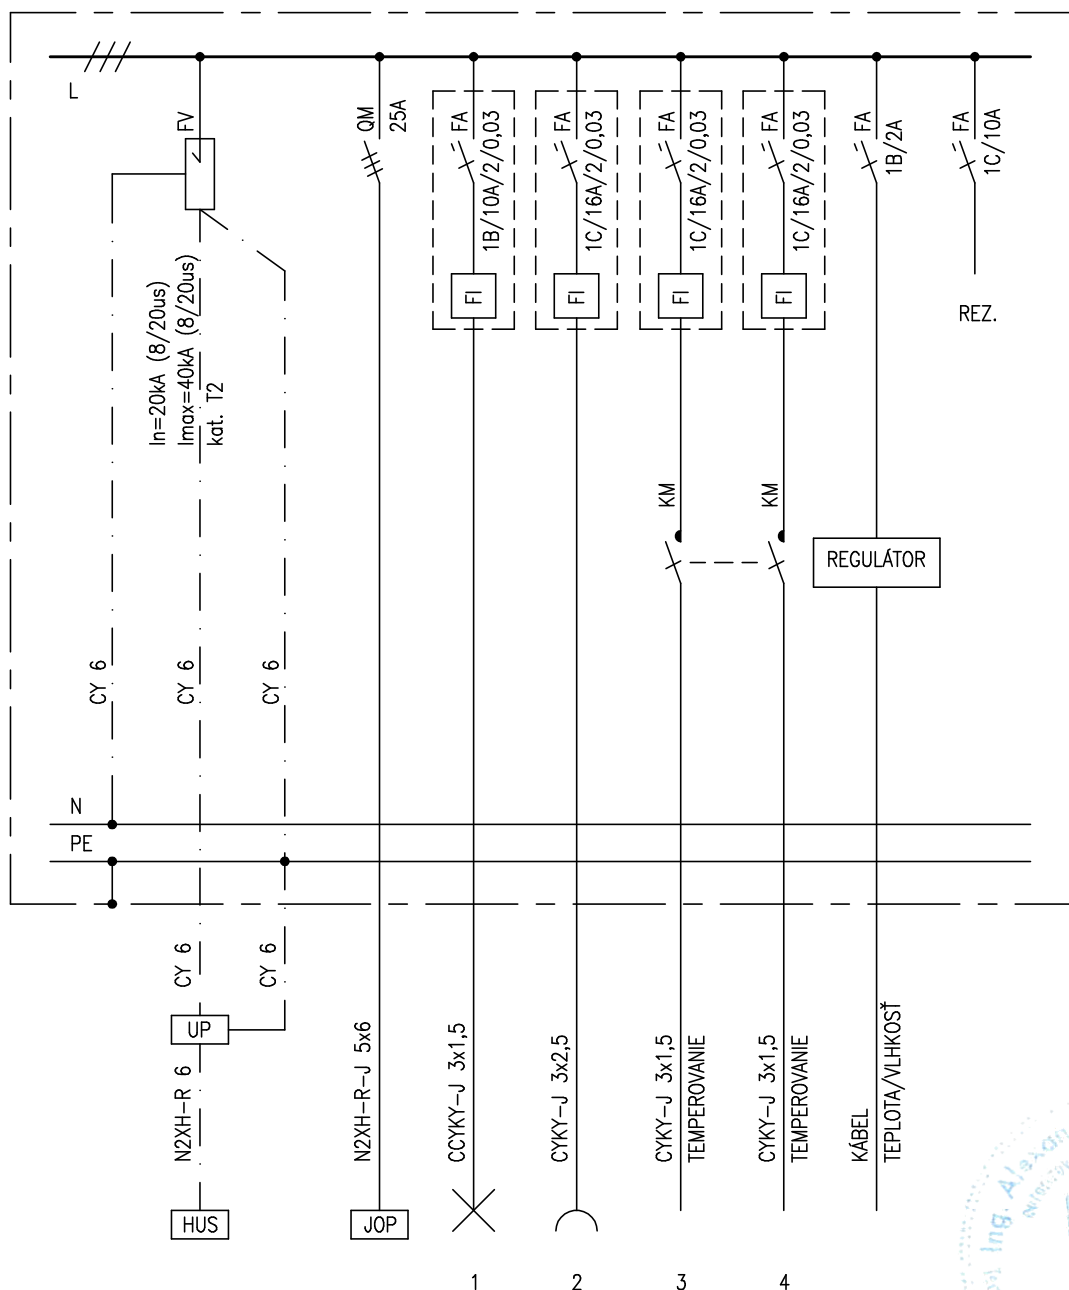 L
FV
QM
25A
FA
1B/10A/2/0,03
FI
FA
1C/16A/2/0,03
FI
FA
1C/16A/2/0,03
FI
FA
1C/16A/2/0,03
FI
FA
1B/2A
FA
1C/10A
REZ.
In=20kA (8/20us)
Imax=40kA (8/20us)
kat. T2
KM
KM
REGULÁTOR
CY 6
CY 6
CY 6
N
PE
CY 6
CY 6
UP
N2XH-R 6
HUS
N2XH-R-J 5x6
JOP
CCYKY-J 3x1,5
CYKY-J 3x2,5
CYKY-J 3x1,5
TEMPEROVANIE
CYKY-J 3x1,5
TEMPEROVANIE
KÁBEL
TEPLOTA/VLHKOSŤ
1
2
3
4
Ing.